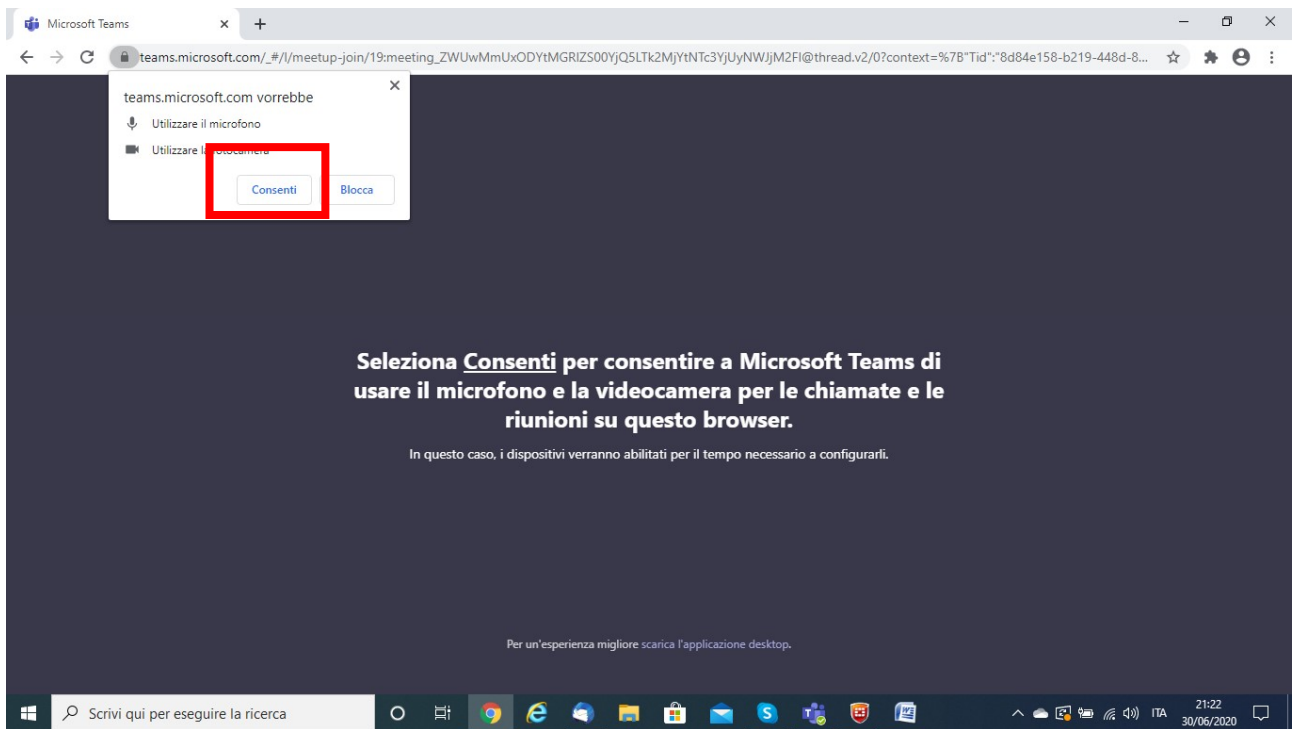 Microsoft Teams
teams.microsoft.com/_#/l/meetup-join/19:meeting_ZWUwMmUxODYtMGRlZS00YjQ5LTk2MjYtNTc3YjUyNWJjM2Fl@thread.v2/0?context=%7B"Tid":"8d84e158-b219-448d-8...
teams.microsoft.com vorrebbe
Utilizzare il microfono
Utilizzare la fotocamera
Consenti Blocca
Seleziona Consenti per consentire a Microsoft Teams di
usare il microfono e la videocamera per le chiamate e le
riunioni su questo browser.
In questo caso, i dispositivi verranno abilitati per il tempo necessario a configurarli.
Per un'esperienza migliore scarica l'applicazione desktop.
Scrivi qui per eseguire la ricerca
ITA
21:22
30/06/2020